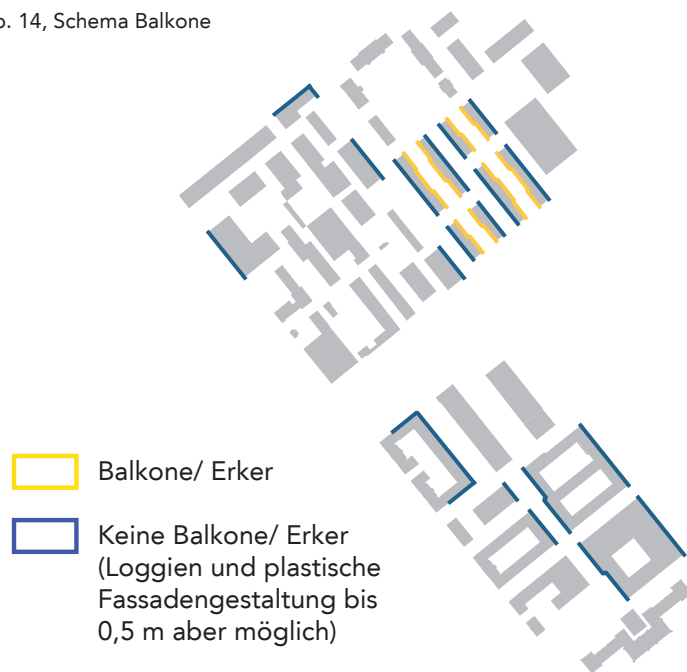 14, Schema Balkone
Balkone/ Erker
Keine Balkone/ Erker
(Loggien und plastische
Fassadengestaltung bis
0,5 m aber möglich)